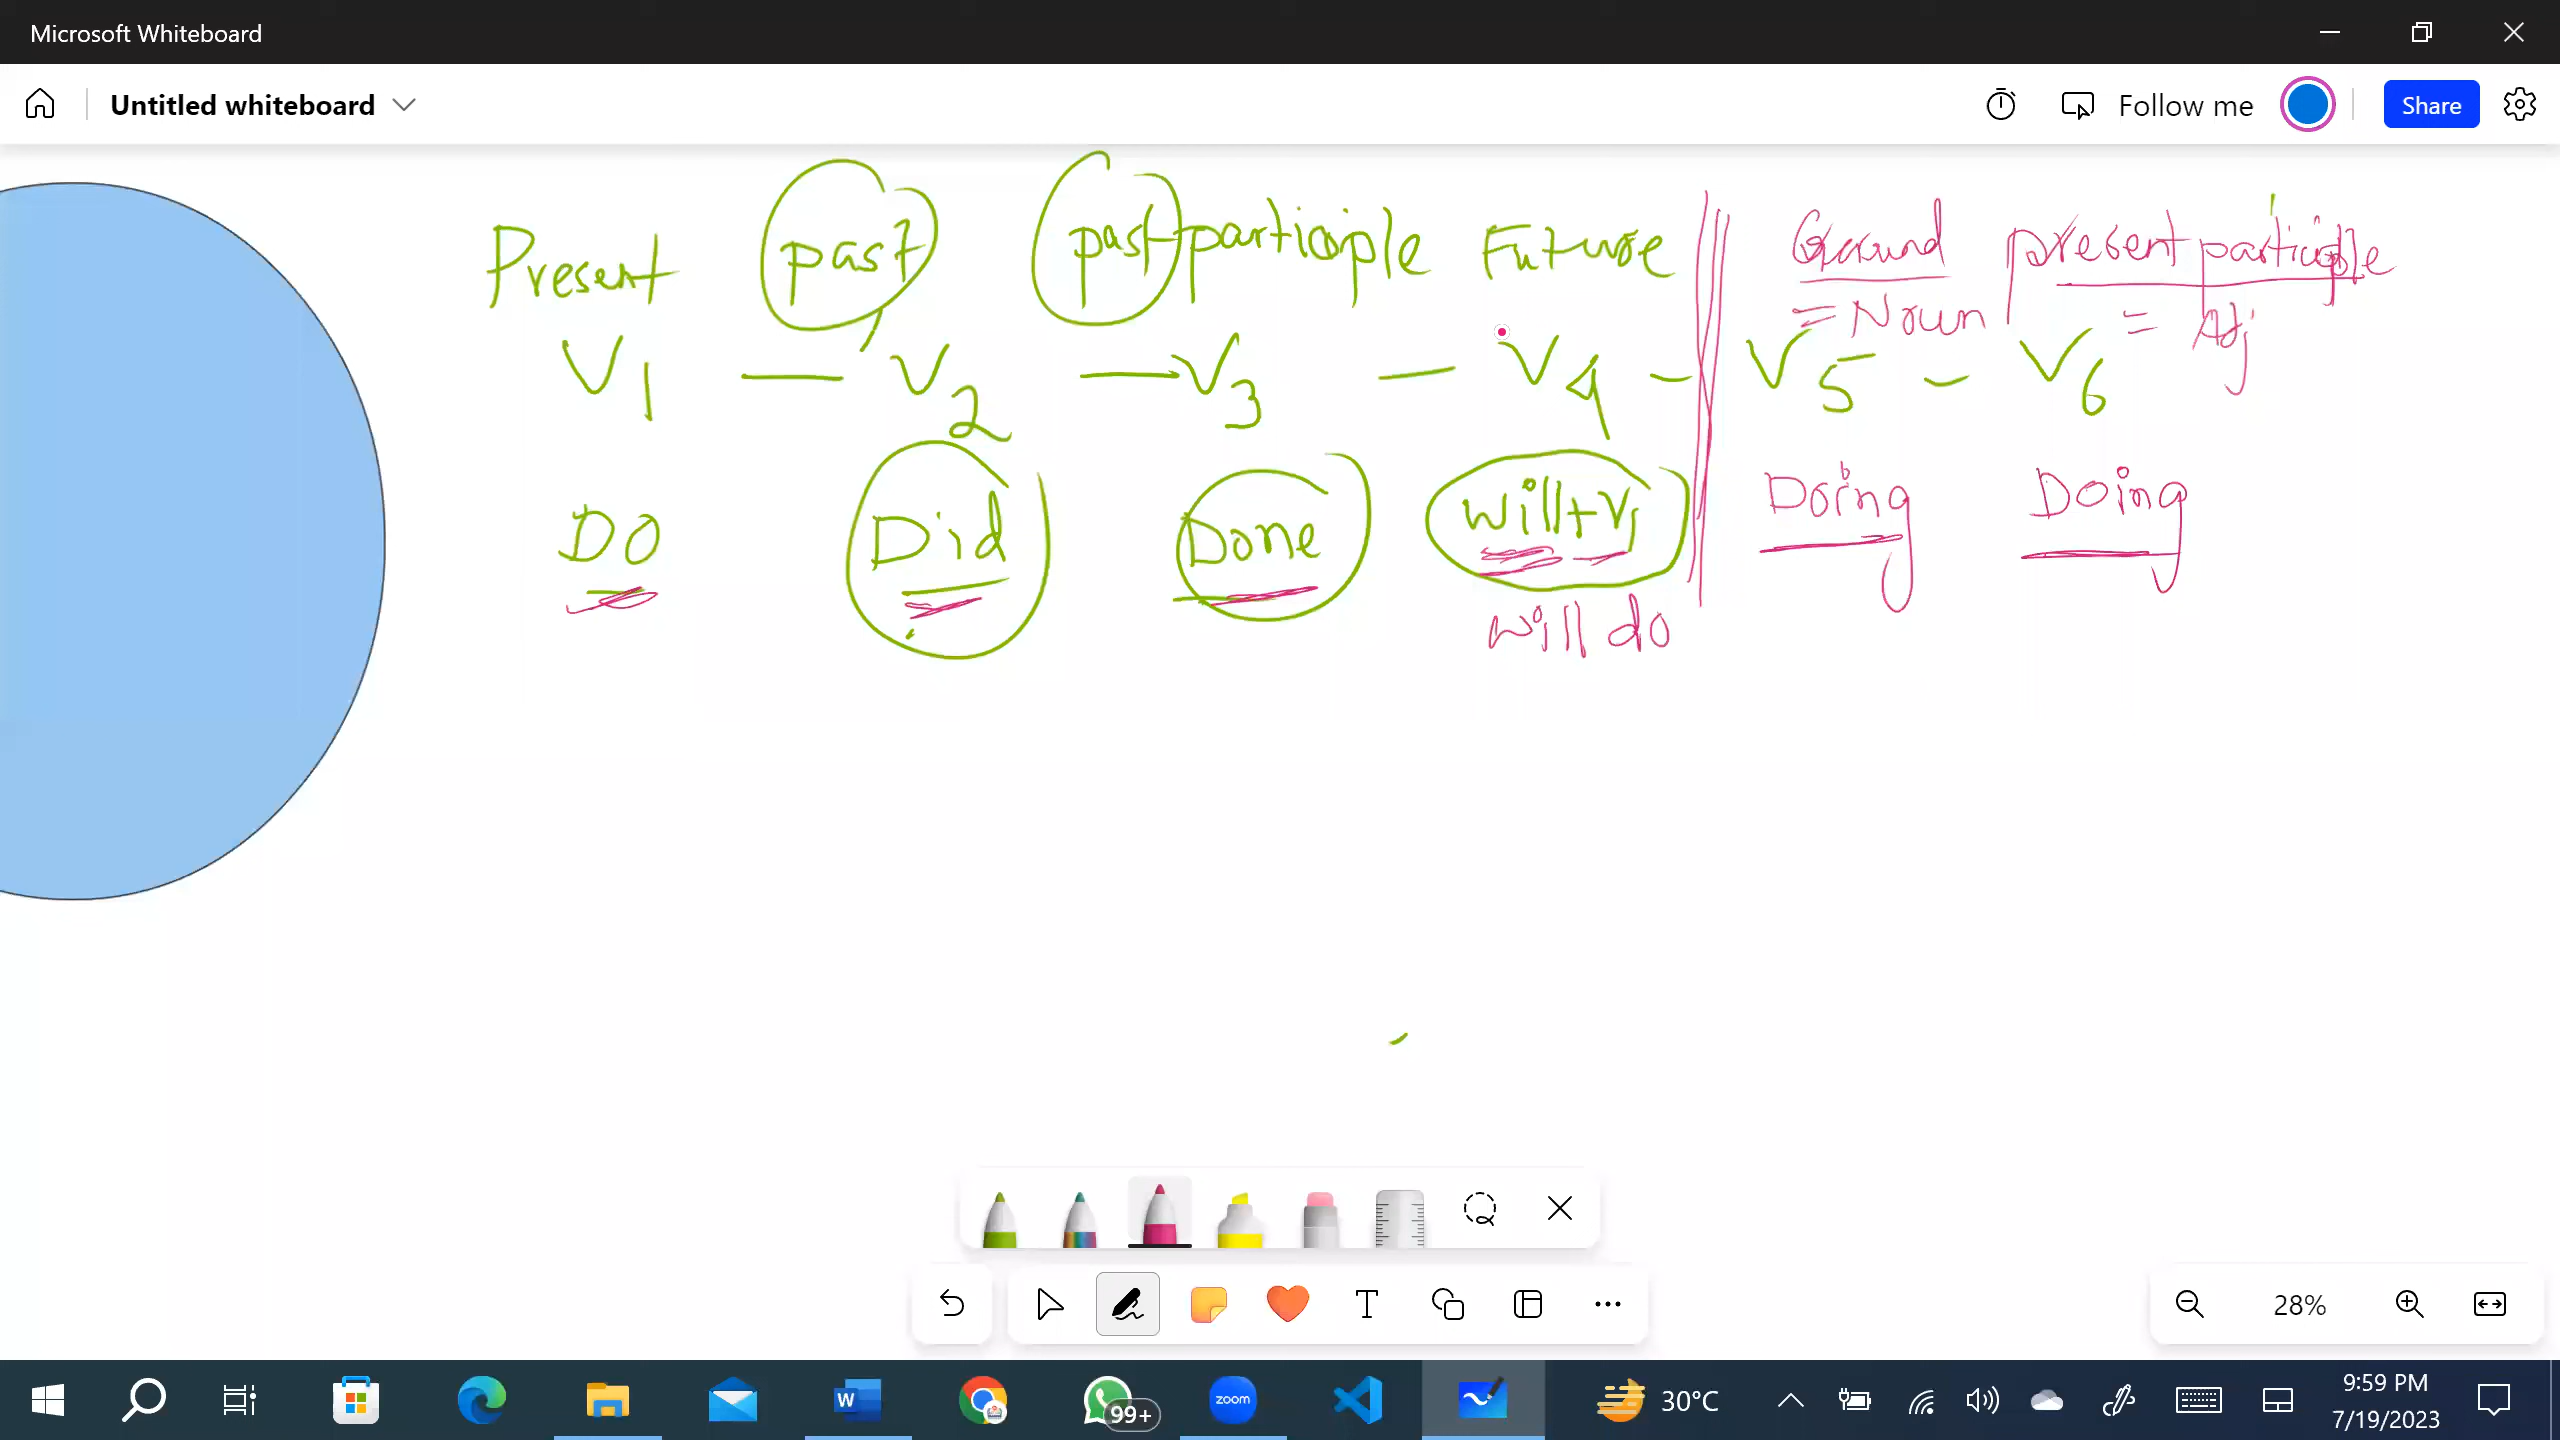 Microsoft Whiteboard
Untitled whiteboard
Follow me
Share
Present past past participle Future Gerund present participle
= Noun = Adj
V1 — V2 — V3 — V4 - V5 - V6
DO Did Done will+V1 Doing Doing
will do
28%
99+
zoom
30°C
9:59 PM
7/19/2023